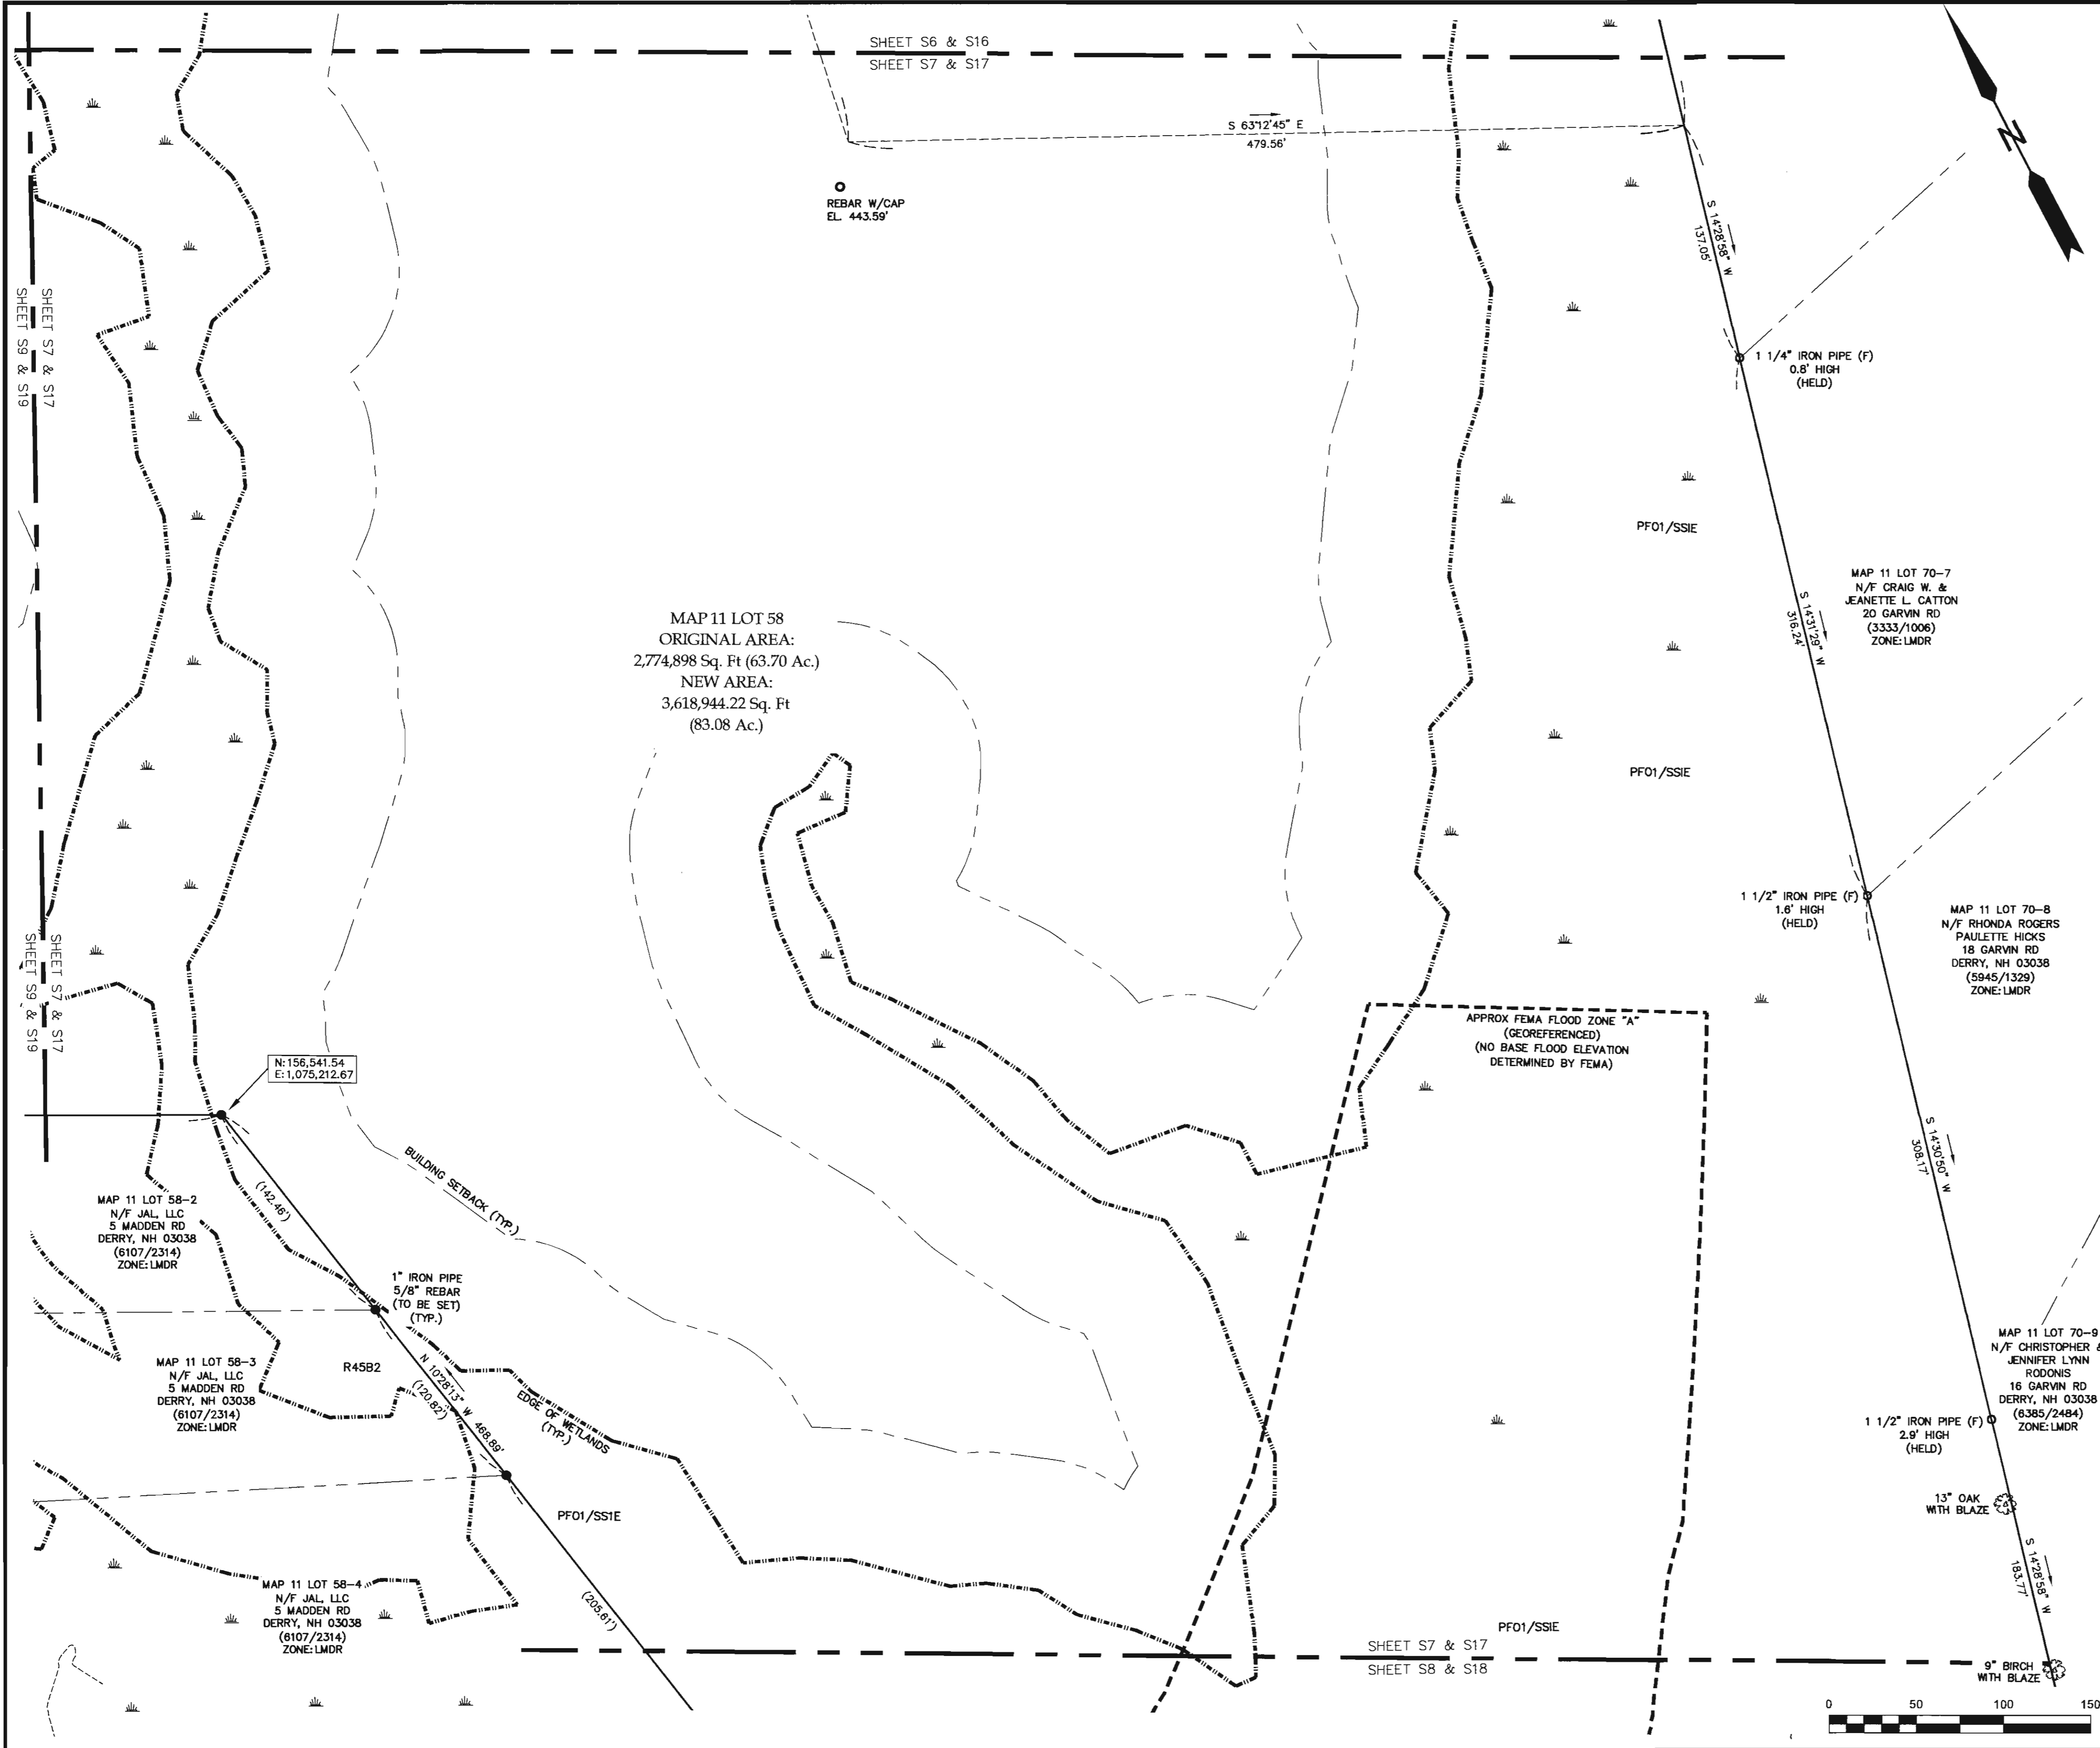 SHEET S6 & S16
SHEET S7 & S17
S 63°12'45" E
479.56'
N
REBAR W/CAP
EL. 443.59'
S 14°28'58" W
137.05'
SHEET S7 & S17
SHEET S9 & S19
1 1/4" IRON PIPE (F)
0.8' HIGH
(HELD)
PFO1/SSIE
MAP 11 LOT 70-7
N/F CRAIG W. &
JEANETTE L. CATTON
20 GARVIN RD
(3333/1006)
ZONE: LMDR
S 14°31'29" W
316.24'
MAP 11 LOT 58
ORIGINAL AREA:
2,774,898 Sq. Ft (63.70 Ac.)
NEW AREA:
3,618,944.22 Sq. Ft
(83.08 Ac.)
PFO1/SSIE
1 1/2" IRON PIPE (F)
1.6' HIGH
(HELD)
MAP 11 LOT 70-8
N/F RHONDA ROGERS
PAULETTE HICKS
18 GARVIN RD
DERRY, NH 03038
(5945/1329)
ZONE: LMDR
SHEET S7 & S17
SHEET S9 & S19
APPROX FEMA FLOOD ZONE "A"
(GEOREFERENCED)
(NO BASE FLOOD ELEVATION
DETERMINED BY FEMA)
N: 156,541.54
E: 1,075,212.67
S 14°30'50" W
308.17'
BUILDING SETBACK (TYP.)
(142.46')
MAP 11 LOT 58-2
N/F JAL, LLC
5 MADDEN RD
DERRY, NH 03038
(6107/2314)
ZONE: LMDR
1" IRON PIPE
5/8" REBAR
(TO BE SET)
(TYP.)
MAP 11 LOT 58-3
N/F JAL, LLC
5 MADDEN RD
DERRY, NH 03038
(6107/2314)
ZONE: LMDR
R45B2
N 10°28'13" W 468.89'
(120.82')
EDGE OF WETLANDS
(TYP.)
MAP 11 LOT 70-9
N/F CHRISTOPHER &
JENNIFER LYNN
RODONIS
16 GARVIN RD
DERRY, NH 03038
(6385/2484)
ZONE: LMDR
1 1/2" IRON PIPE (F)
2.9' HIGH
(HELD)
13" OAK
WITH BLAZE
PFO1/SS1E
S 14°28'58" W
183.77'
MAP 11 LOT 58-4
N/F JAL, LLC
5 MADDEN RD
DERRY, NH 03038
(6107/2314)
ZONE: LMDR
(205.61')
PFO1/SSIE
SHEET S7 & S17
SHEET S8 & S18
9" BIRCH
WITH BLAZE
0 50 100 150